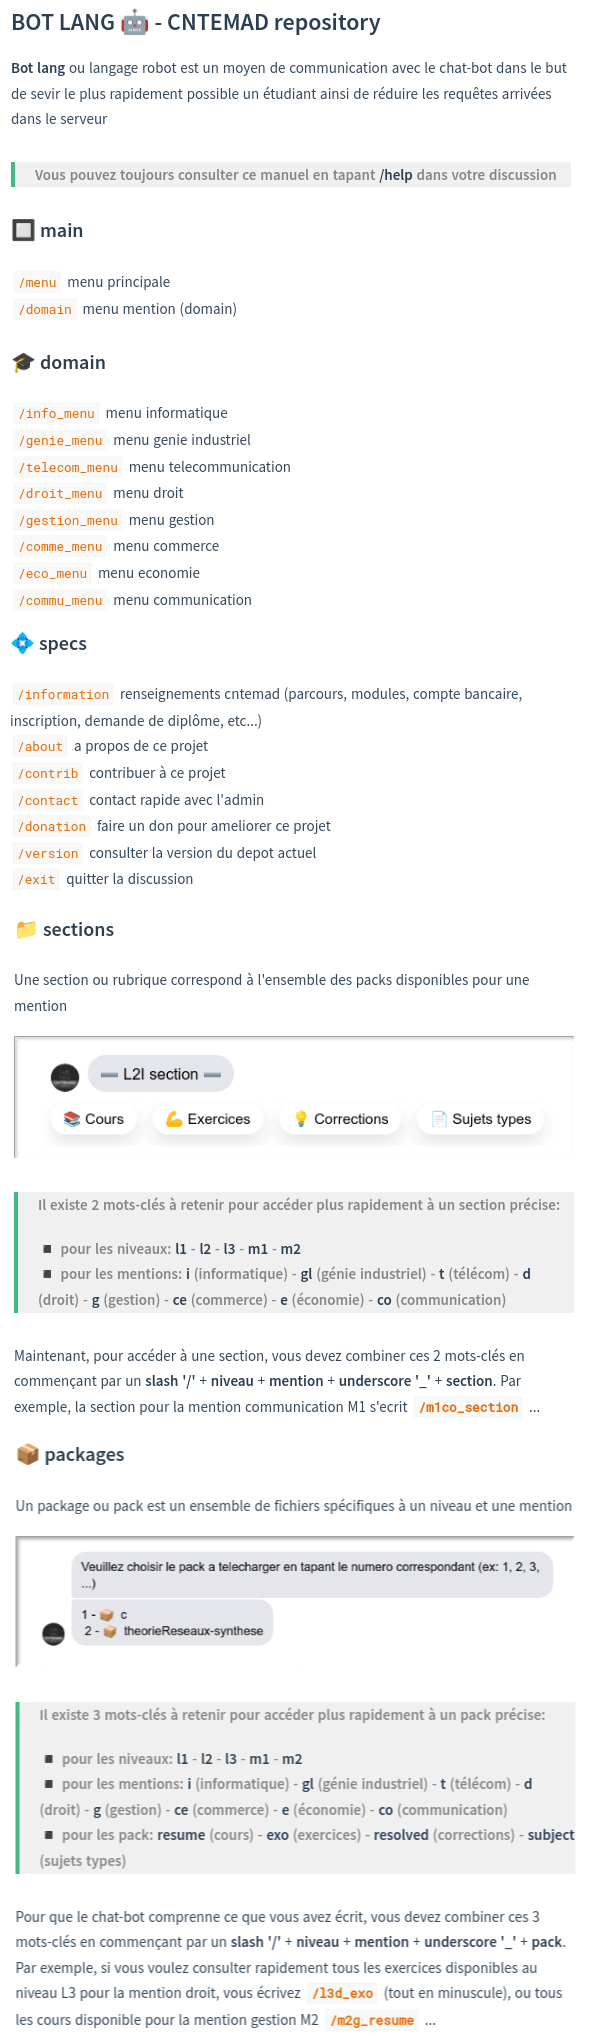 BOT LANG 🤖 - CNTEMAD repository
Bot lang ou langage robot est un moyen de communication avec le chat-bot dans le but
de sevir le plus rapidement possible un étudiant ainsi de réduire les requêtes arrivées
dans le serveur
Vous pouvez toujours consulter ce manuel en tapant /help dans votre discussion
🔲 main
/menu menu principale
/domain menu mention (domain)
🎓 domain
/info_menu menu informatique
/genie_menu menu genie industriel
/telecom_menu menu telecommunication
/droit_menu menu droit
/gestion_menu menu gestion
/comme_menu menu commerce
/eco_menu menu economie
/commu_menu menu communication
💠 specs
/information renseignements cntemad (parcours, modules, compte bancaire,
inscription, demande de diplôme, etc...)
/about a propos de ce projet
/contrib contribuer à ce projet
/contact contact rapide avec l'admin
/donation faire un don pour ameliorer ce projet
/version consulter la version du depot actuel
/exit quitter la discussion
📁 sections
Une section ou rubrique correspond à l'ensemble des packs disponibles pour une
mention
➖ L2I section ➖
📚 Cours 💪 Exercices 💡 Corrections 📄 Sujets types
Il existe 2 mots-clés à retenir pour accéder plus rapidement à un section précise:
◾ pour les niveaux: l1 - l2 - l3 - m1 - m2
◾ pour les mentions: i (informatique) - gl (génie industriel) - t (télécom) - d
(droit) - g (gestion) - ce (commerce) - e (économie) - co (communication)
Maintenant, pour accéder à une section, vous devez combiner ces 2 mots-clés en
commençant par un slash '/' + niveau + mention + underscore '_' + section. Par
exemple, la section pour la mention communication M1 s'ecrit /m1co_section ...
📦 packages
Un package ou pack est un ensemble de fichiers spécifiques à un niveau et une mention
Veuillez choisir le pack a telecharger en tapant le numero correspondant (ex: 1, 2, 3,
...)
1 - 📦 c
2 - 📦 theorieReseaux-synthese
Il existe 3 mots-clés à retenir pour accéder plus rapidement à un pack précise:
◾ pour les niveaux: l1 - l2 - l3 - m1 - m2
◾ pour les mentions: i (informatique) - gl (génie industriel) - t (télécom) - d
(droit) - g (gestion) - ce (commerce) - e (économie) - co (communication)
◾ pour les pack: resume (cours) - exo (exercices) - resolved (corrections) - subject
(sujets types)
Pour que le chat-bot comprenne ce que vous avez écrit, vous devez combiner ces 3
mots-clés en commençant par un slash '/' + niveau + mention + underscore '_' + pack.
Par exemple, si vous voulez consulter rapidement tous les exercices disponibles au
niveau L3 pour la mention droit, vous écrivez /l3d_exo (tout en minuscule), ou tous
les cours disponible pour la mention gestion M2 /m2g_resume ...